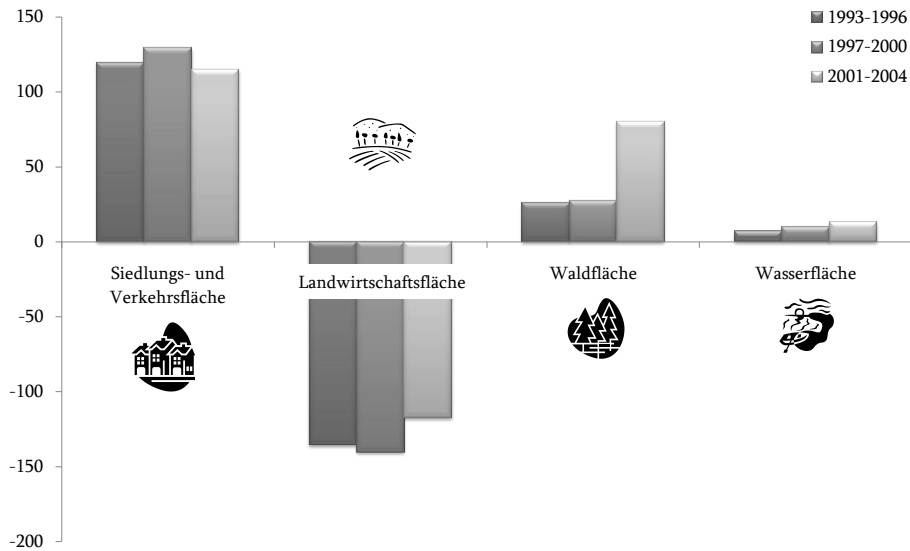 150
1993-1996
1997-2000
100
2001-2004
50
0
Siedlungs- und
Verkehrsfläche
Landwirtschaftsfläche
Waldfläche
Wasserfläche
-50
-100
-150
-200